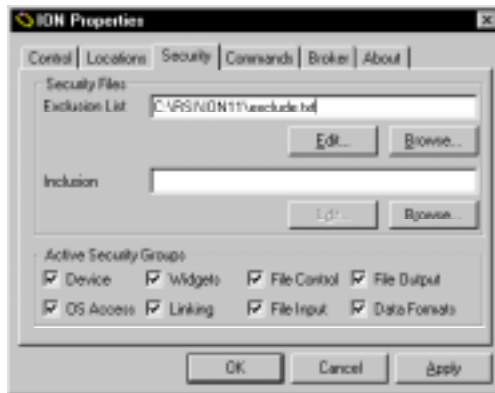 ION Properties
Control Locations Security Commands Broker About
Security Files
Exclusion List C:\RSI\ION11\exclude.txt
Edit... Browse...
Inclusion
Edit... Browse...
Active Security Groups
Device Widgets File Control File Output
OS Access Linking File Input Data Formats
OK Cancel Apply